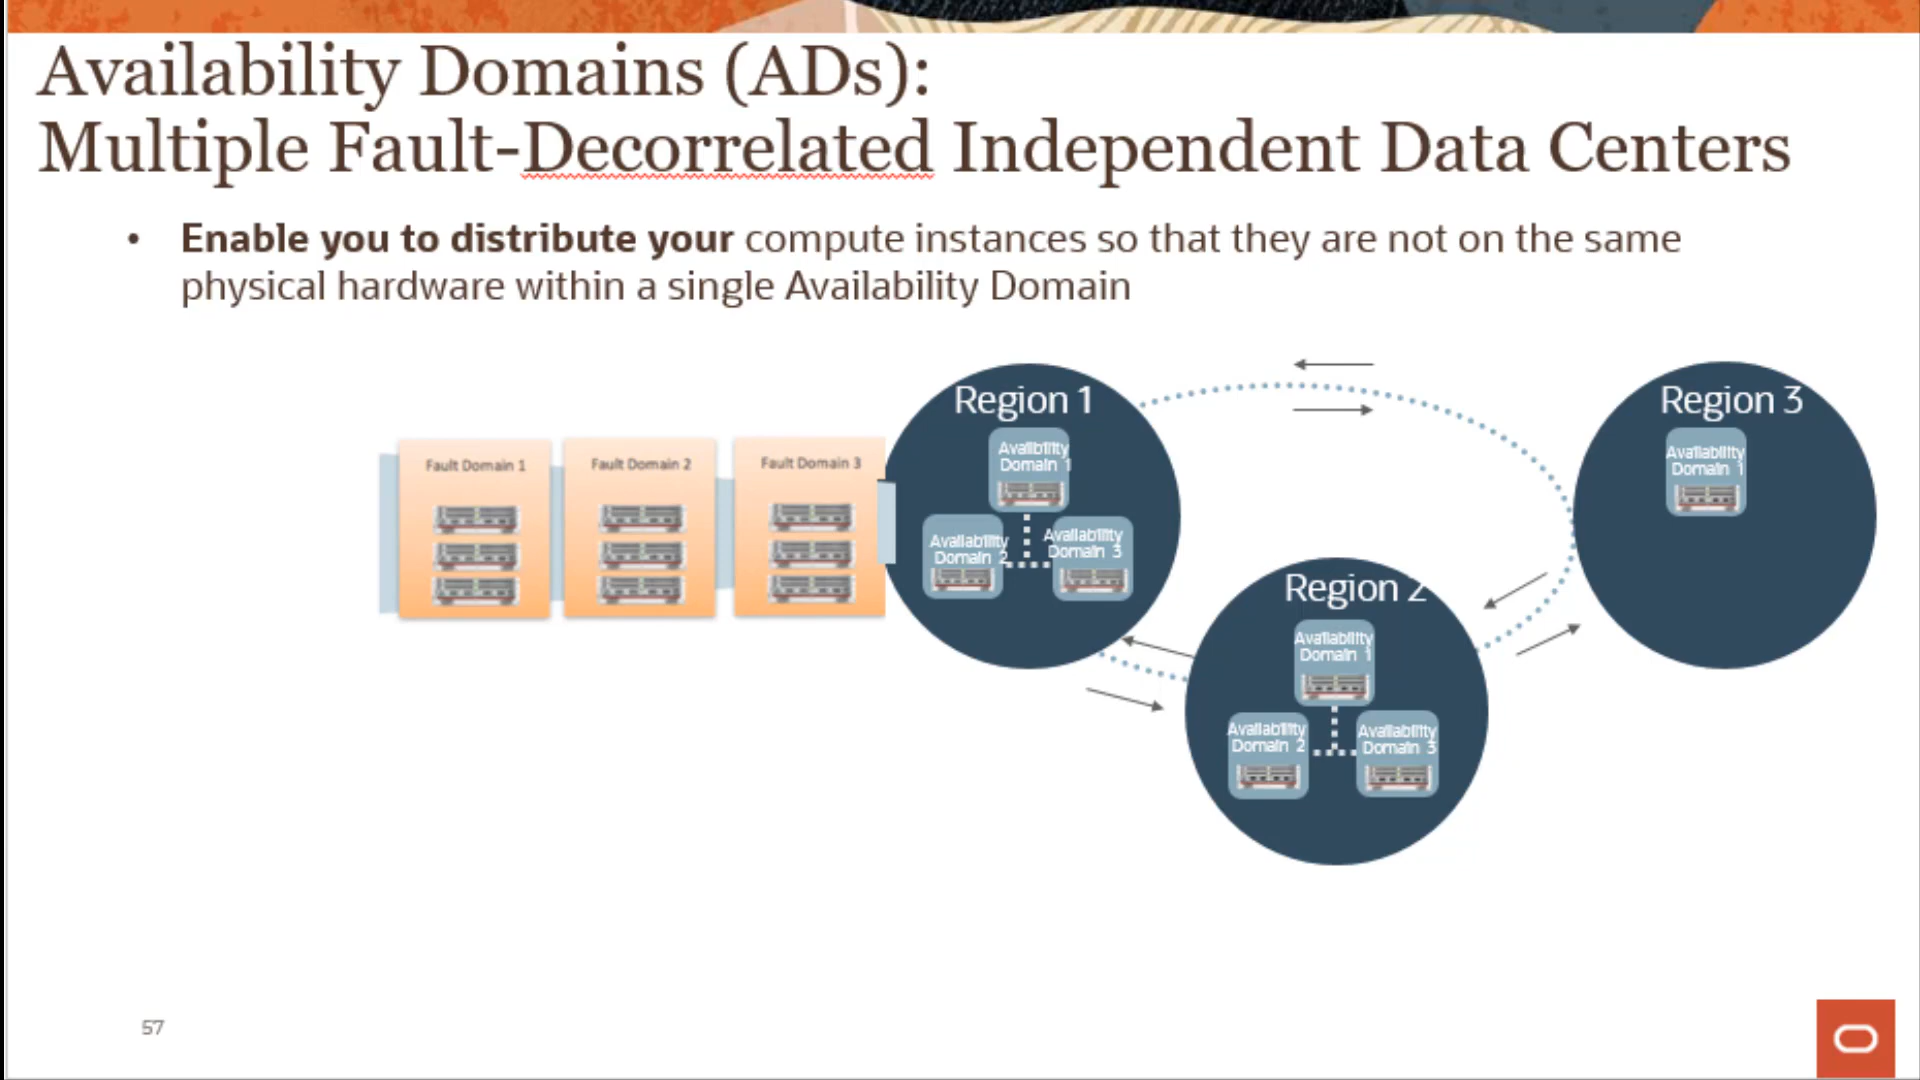 Availability Domains (ADs):
Multiple Fault-Decorrelated Independent Data Centers
• Enable you to distribute your compute instances so that they are not on the same
physical hardware within a single Availability Domain
Fault Domain 1
Fault Domain 2
Fault Domain 3
Region 1
Availability
Domain 1
Availability
Domain 2
Availability
Domain 3
Region 2
Availability
Domain 1
Availability
Domain 2
Availability
Domain 3
Region 3
Availability
Domain 1
57